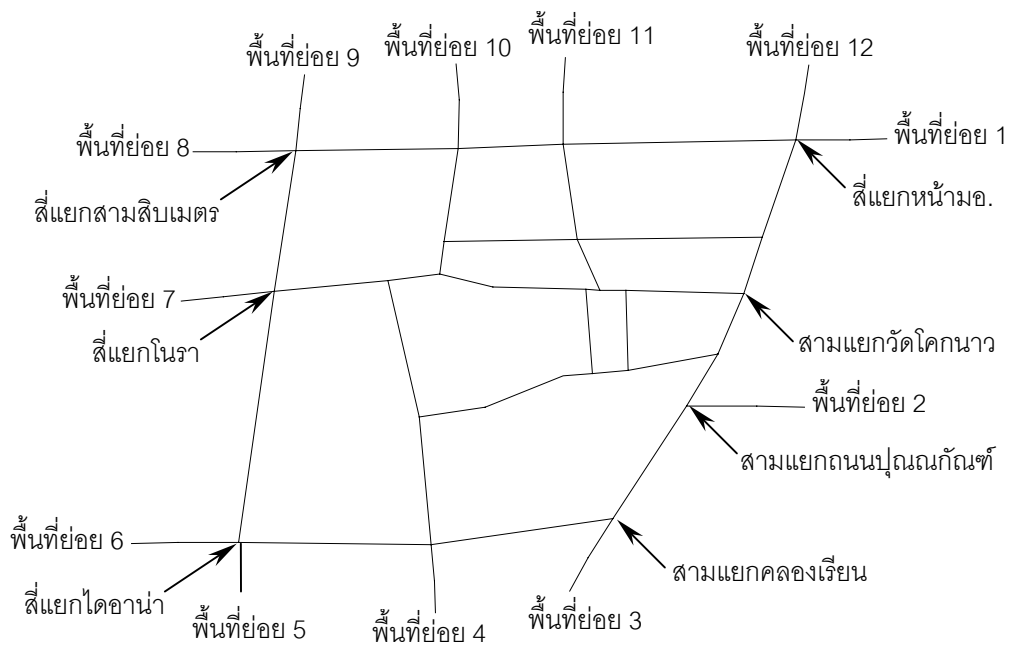 พื้นที่ย่อย 9
พื้นที่ย่อย 10
พื้นที่ย่อย 11
พื้นที่ย่อย 12
พื้นที่ย่อย 8
พื้นที่ย่อย 1
สี่แยกสามสิบเมตร
สี่แยกหน้ามอ.
พื้นที่ย่อย 7
สี่แยกโนรา
สามแยกวัดโคกนาว
พื้นที่ย่อย 2
สามแยกถนนปุณณกัณฑ์
พื้นที่ย่อย 6
สามแยกคลองเรียน
สี่แยกไดอาน่า
พื้นที่ย่อย 5
พื้นที่ย่อย 4
พื้นที่ย่อย 3